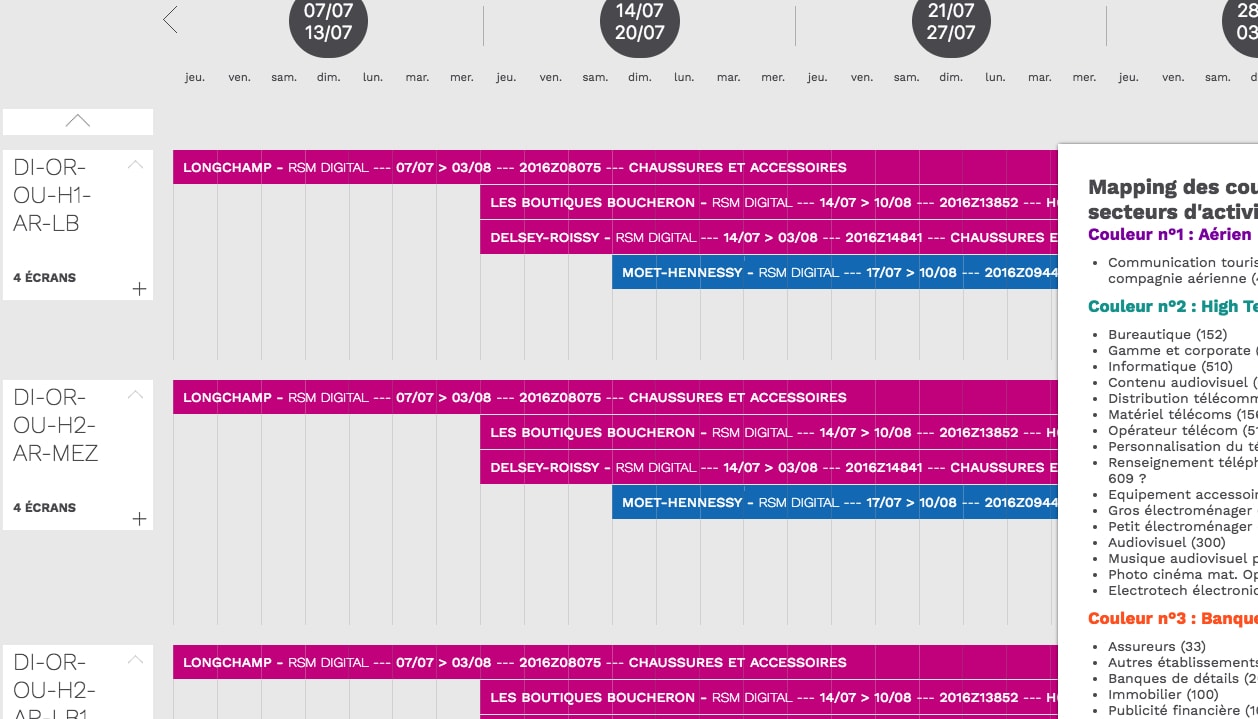 07/07
13/07
14/07
20/07
21/07
27/07
28
03
jeu. ven. sam. dim. lun. mar. mer. jeu. ven. sam. dim. lun. mar. mer. jeu. ven. sam. dim. lun. mar. mer. jeu. ven. sam. d
DI-OR-
OU-H1-
AR-LB
4 ÉCRANS
LONGCHAMP - RSM DIGITAL --- 07/07 > 03/08 --- 2016Z08075 --- CHAUSSURES ET ACCESSOIRES
LES BOUTIQUES BOUCHERON - RSM DIGITAL --- 14/07 > 10/08 --- 2016Z13852 --- H
DELSEY-ROISSY - RSM DIGITAL --- 14/07 > 03/08 --- 2016Z14841 --- CHAUSSURES E
MOET-HENNESSY - RSM DIGITAL --- 17/07 > 10/08 --- 2016Z0944
DI-OR-
OU-H2-
AR-MEZ
4 ÉCRANS
LONGCHAMP - RSM DIGITAL --- 07/07 > 03/08 --- 2016Z08075 --- CHAUSSURES ET ACCESSOIRES
LES BOUTIQUES BOUCHERON - RSM DIGITAL --- 14/07 > 10/08 --- 2016Z13852 --- H
DELSEY-ROISSY - RSM DIGITAL --- 14/07 > 03/08 --- 2016Z14841 --- CHAUSSURES E
MOET-HENNESSY - RSM DIGITAL --- 17/07 > 10/08 --- 2016Z0944
DI-OR-
OU-H2-
AR-LB1
LONGCHAMP - RSM DIGITAL --- 07/07 > 03/08 --- 2016Z08075 --- CHAUSSURES ET ACCESSOIRES
LES BOUTIQUES BOUCHERON - RSM DIGITAL --- 14/07 > 10/08 --- 2016Z13852 --- H
Mapping des cou
secteurs d'activi
Couleur n°1 : Aérien
• Communication touris
compagnie aérienne (4
Couleur n°2 : High Te
• Bureautique (152)
• Gamme et corporate (
• Informatique (510)
• Contenu audiovisuel (
• Distribution télécomm
• Matériel télécoms (156
• Opérateur télécom (51
• Personnalisation du té
• Renseignement téléph
609 ?
• Equipement accessoir
• Gros électroménager
• Petit électroménager
• Audiovisuel (300)
• Musique audiovisuel p
• Photo cinéma mat. Op
• Electrotech électronic
Couleur n°3 : Banque
• Assureurs (33)
• Autres établissements
• Banques de détails (2
• Immobilier (100)
• Publicité financière (10